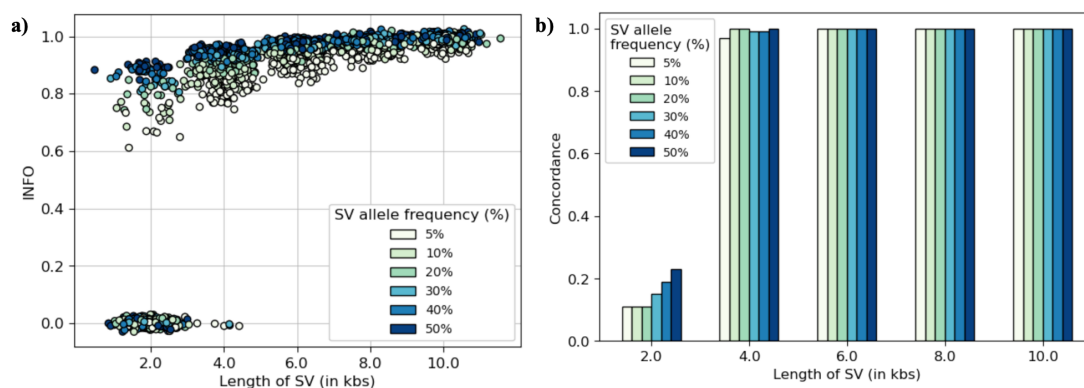 a)
INFO
1.0
0.8
0.6
0.4
0.2
0.0
SV allele frequency (%)
5%
10%
20%
30%
40%
50%
2.0 4.0 6.0 8.0 10.0
Length of SV (in kbs)
b)
Concordance
1.0
0.8
0.6
0.4
0.2
0.0
SV allele
frequency (%)
5%
10%
20%
30%
40%
50%
2.0 4.0 6.0 8.0 10.0
Length of SV (in kbs)